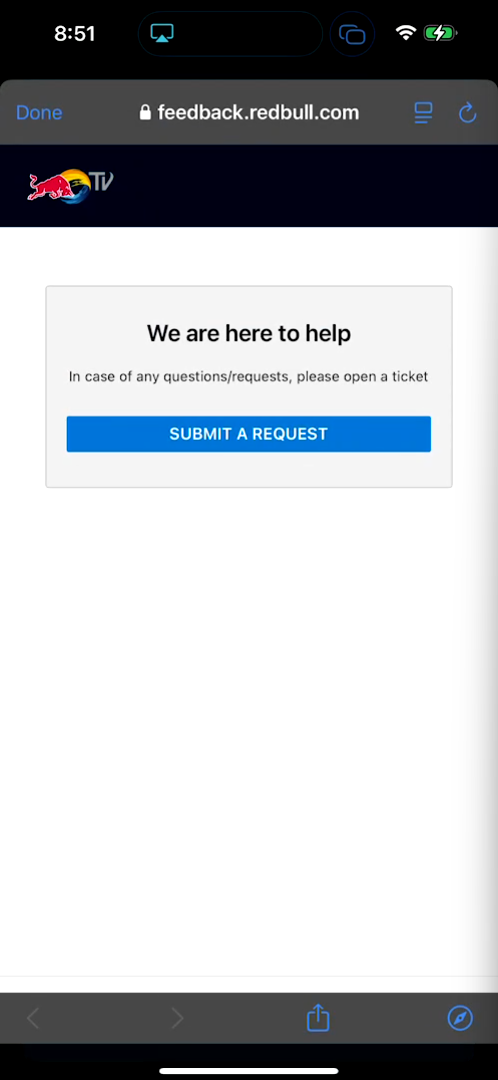 8:51
Done
feedback.redbull.com
TV
We are here to help
In case of any questions/requests, please open a ticket
SUBMIT A REQUEST